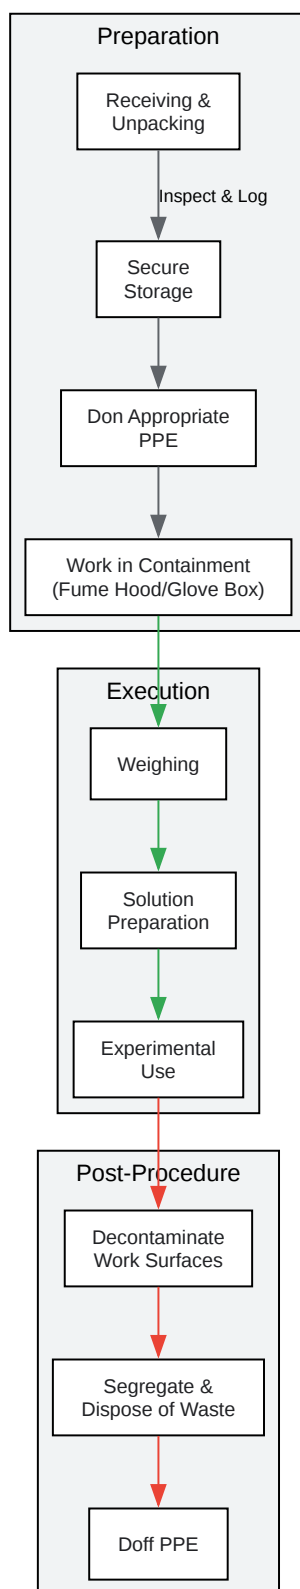 Preparation
Receiving &
Unpacking
Inspect & Log
Secure
Storage
Don Appropriate
PPE
Work in Containment
(Fume Hood/Glove Box)
Execution
Weighing
Solution
Preparation
Experimental
Use
Post-Procedure
Decontaminate
Work Surfaces
Segregate &
Dispose of Waste
Doff PPE